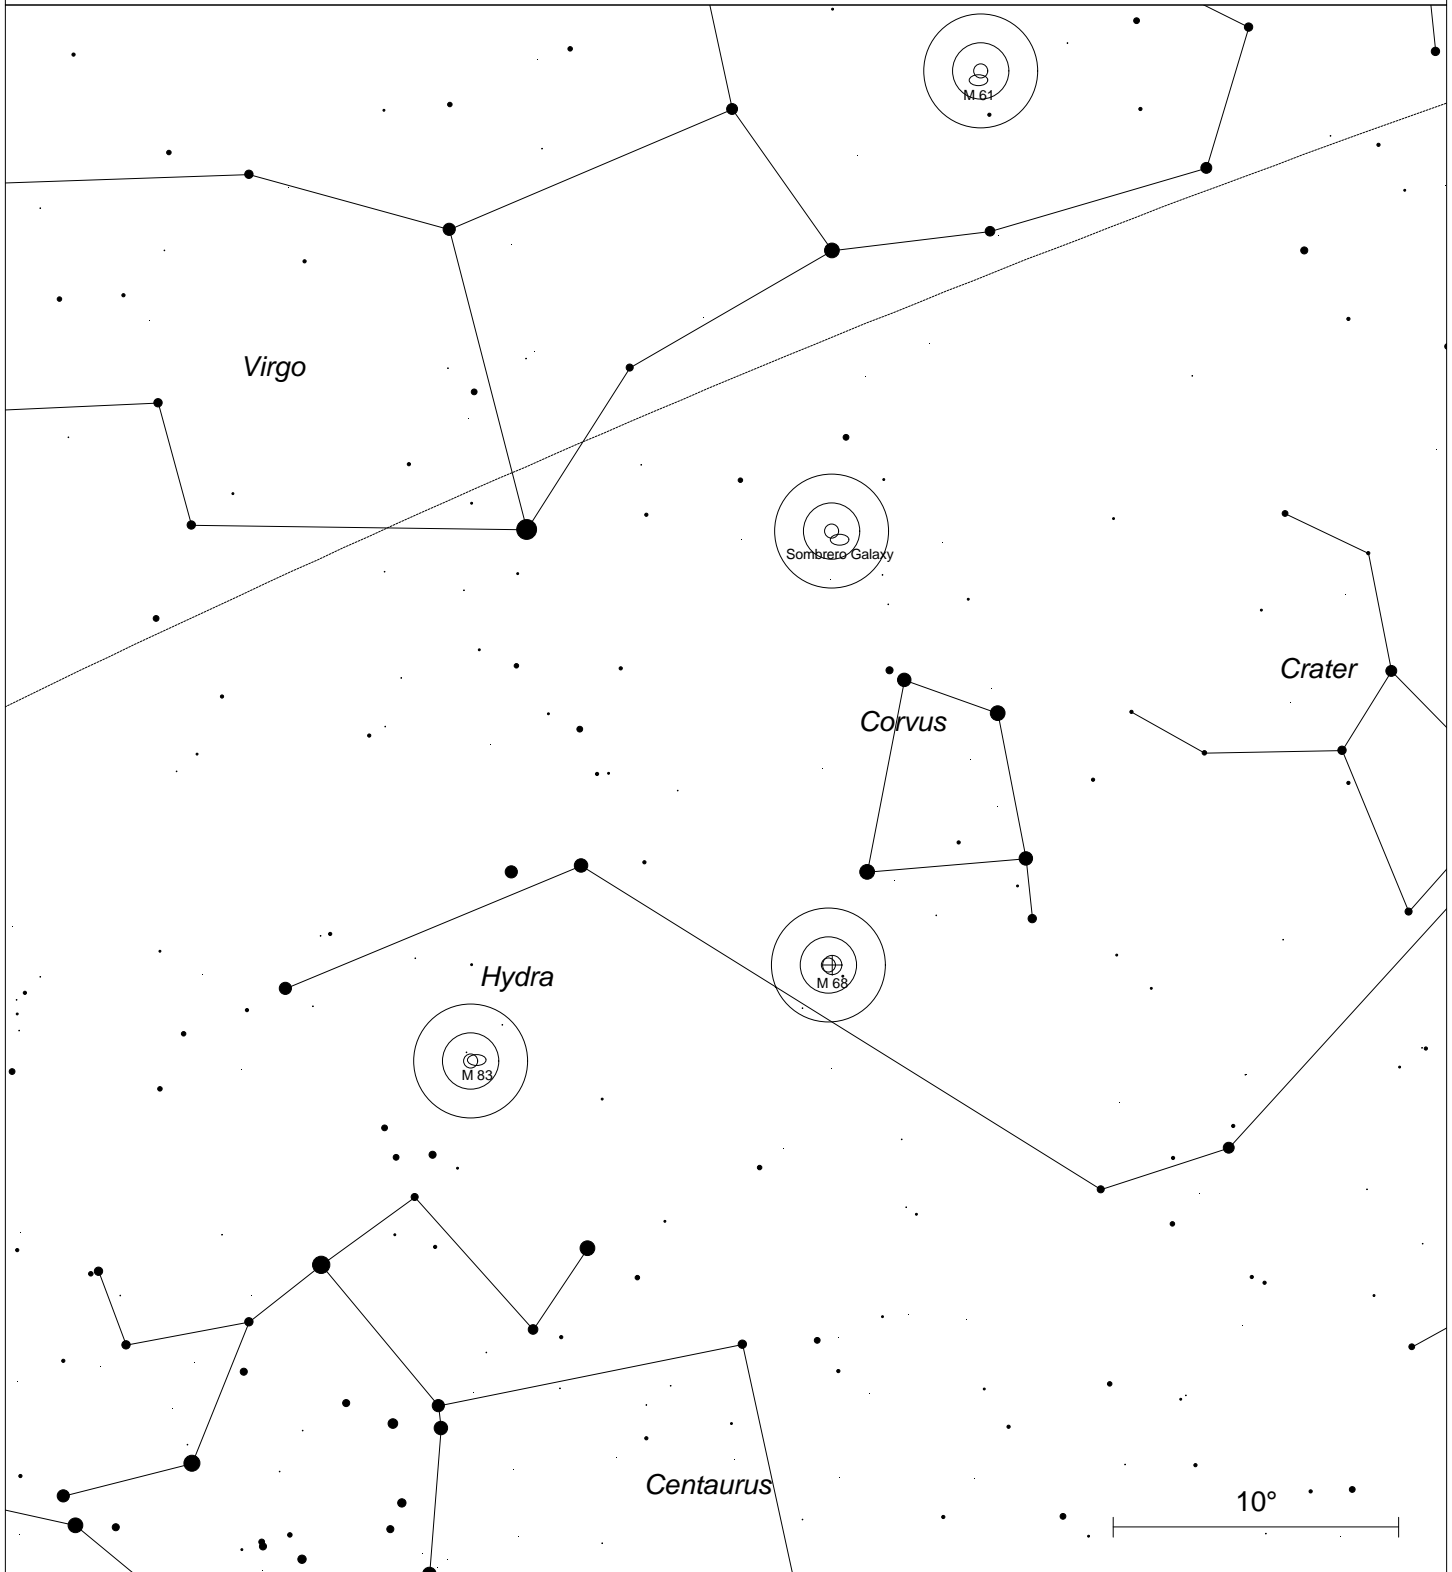 M 61
Virgo
Sombrero Galaxy
Crater
Corvus
Hydra
M 68
M 83
Centaurus
10°